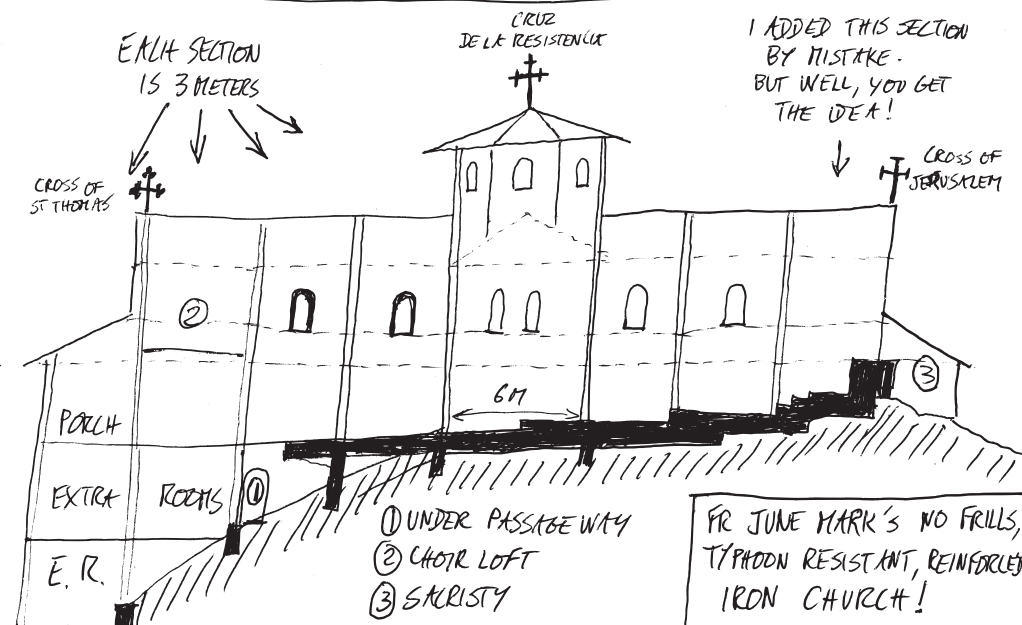 EACH SECTION
IS 3 METERS
CRUZ
DE LA RESISTENCIA
I ADDED THIS SECTION
BY MISTAKE.
BUT WELL, YOU GET
THE IDEA!
CROSS OF
ST THOMAS
CROSS OF
JERUSALEM
2
3
6M
PORCH
EXTRA ROOMS
1
E.R.
1 UNDER PASSAGE WAY
2 CHOIR LOFT
3 SACRISTY
FR JUNE MARK'S NO FRILLS,
TYPHOON RESISTANT, REINFORCED
IRON CHURCH!